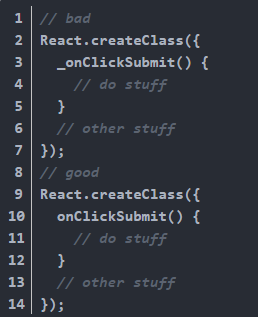 1 // bad
2 React.createClass({
3   _onClickSubmit() {
4     // do stuff
5   }
6   // other stuff
7 });
8 // good
9 React.createClass({
10   onClickSubmit() {
11     // do stuff
12   }
13   // other stuff
14 });